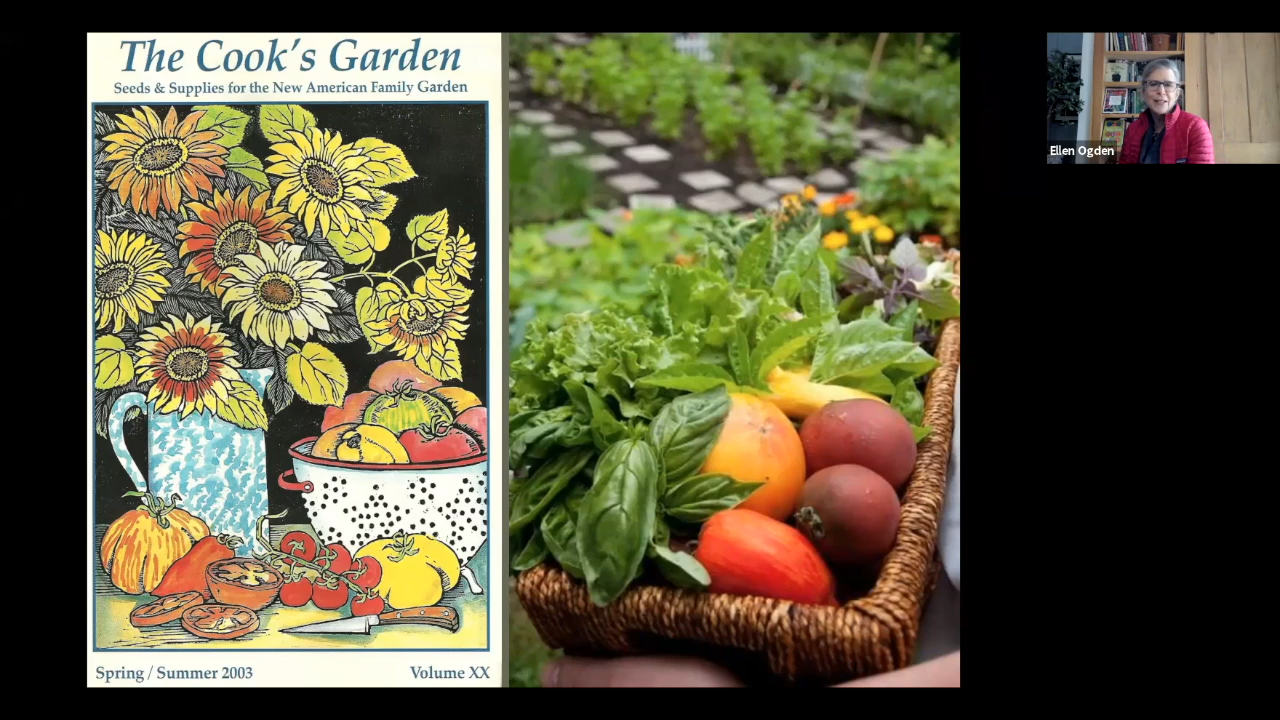 The Cook's Garden
Seeds & Supplies for the New American Family Garden
Spring / Summer 2003
Volume XX
Ellen Ogden